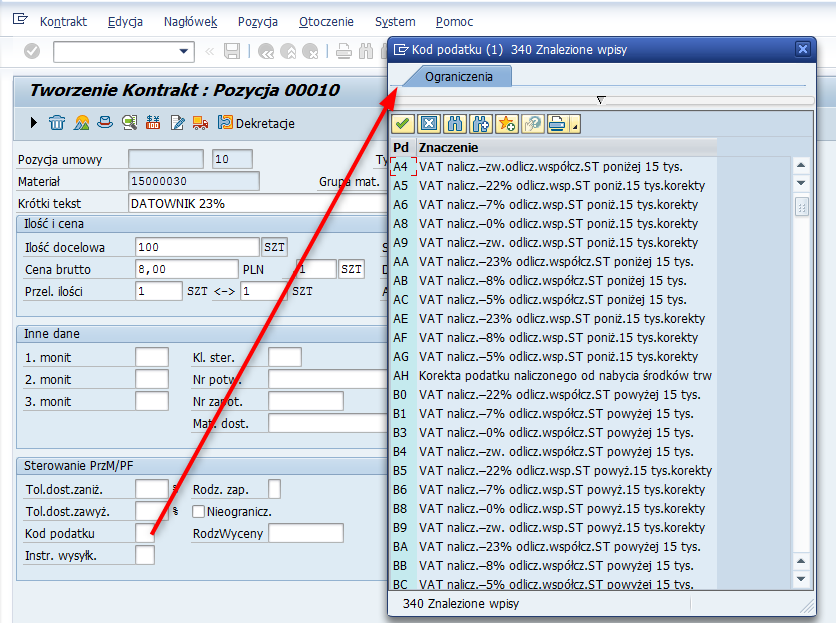 Kontrakt Edycja Nagłówek Pozycja Otoczenie System Pomoc
Tworzenie Kontrakt : Pozycja 00010
Dekretacje
Pozycja umowy 10 Ty
Materiał 15000030 Grupa mat.
Krótki tekst DATOWNIK 23%
Ilość i cena
Ilość docelowa 100 SZT S
Cena brutto 8,00 PLN 1 SZT D
Przel. ilości 1 SZT <-> 1 SZT A
Inne dane
1. monit Kl. ster.
2. monit Nr potw.
3. monit Nr zapot.
Mat. dost.
Sterowanie PrzM/PF
Tol.dost.zaniż. % Rodz. zap.
Tol.dost.zawyż. % Nieogranicz.
Kod podatku RodzWyceny
Instr. wysyłk.
Kod podatku (1) 340 Znalezione wpisy
Ograniczenia
Pd Znaczenie
A4 VAT nalicz.–zw.odlicz.współcz.ST poniżej 15 tys.
A5 VAT nalicz.–22% odlicz.wsp.ST poniż.15 tys.korekty
A6 VAT nalicz.–7% odlicz.wsp.ST poniż.15 tys.korekty
A8 VAT nalicz.–0% odlicz.wsp.ST poniż.15 tys.korekty
A9 VAT nalicz.–zw. odlicz.wsp.ST poniż.15 tys.korekty
AA VAT nalicz.–23% odlicz.współcz.ST poniżej 15 tys.
AB VAT nalicz.–8% odlicz.współcz.ST poniżej 15 tys.
AC VAT nalicz.–5% odlicz.współcz.ST poniżej 15 tys.
AE VAT nalicz.–23% odlicz.wsp.ST poniż.15 tys.korekty
AF VAT nalicz.–8% odlicz.wsp.ST poniż.15 tys.korekty
AG VAT nalicz.–5% odlicz.wsp.ST poniż.15 tys.korekty
AH Korekta podatku naliczonego od nabycia środków trw
B0 VAT nalicz.–22% odlicz.współcz.ST powyżej 15 tys.
B1 VAT nalicz.–7% odlicz.współcz.ST powyżej 15 tys.
B3 VAT nalicz.–0% odlicz.współcz.ST powyżej 15 tys.
B4 VAT nalicz.–zw. odlicz.współcz.ST powyżej 15 tys.
B5 VAT nalicz.–22% odlicz.wsp.ST powyż.15 tys.korekty
B6 VAT nalicz.–7% odlicz.wsp.ST powyż.15 tys.korekty
B8 VAT nalicz.–0% odlicz.wsp.ST powyż.15 tys.korekty
B9 VAT nalicz.–zw. odlicz.wsp.ST powyż.15 tys.korekty
BA VAT nalicz.–23% odlicz.współcz.ST powyżej 15 tys.
BB VAT nalicz.–8% odlicz.współcz.ST powyżej 15 tys.
BC VAT nalicz.–5% odlicz.współcz.ST powyżej 15 tys.
340 Znalezione wpisy